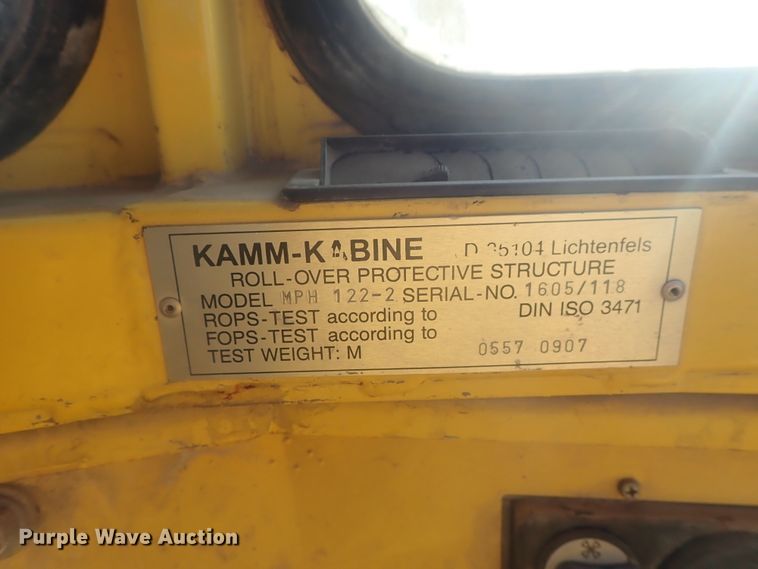 KAMM-KABINE D-35104 Lichtenfels
ROLL-OVER PROTECTIVE STRUCTURE
MODEL MPH 122-2 SERIAL-NO. 1605/118
ROPS-TEST according to DIN ISO 3471
FOPS-TEST according to
TEST WEIGHT: M 0557 0907
Purple Wave Auction